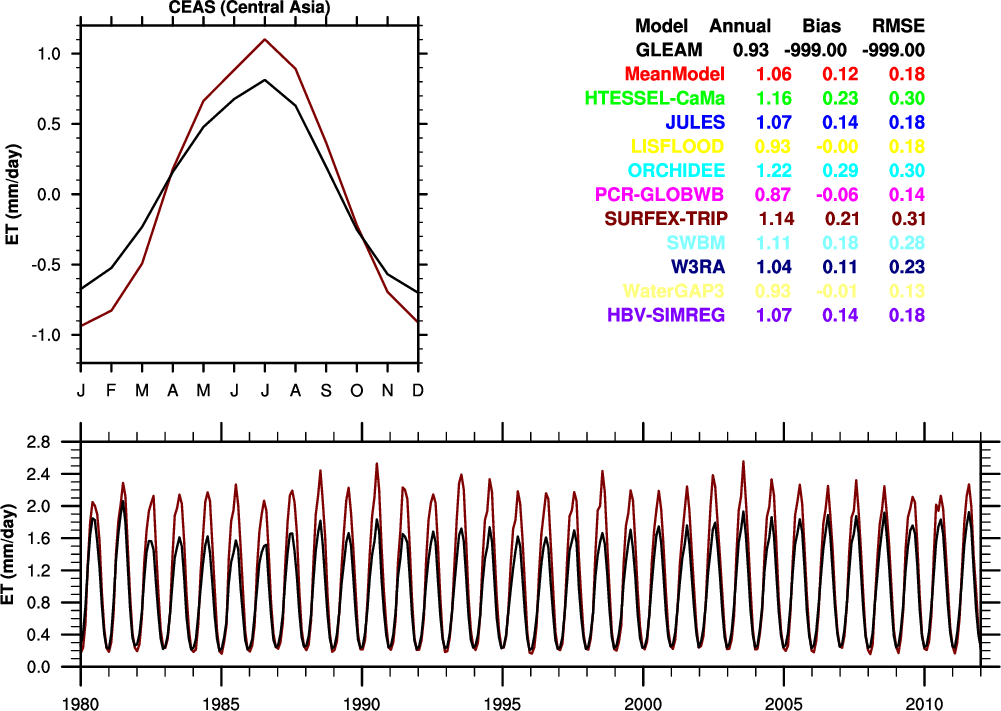 CEAS (Central Asia)
ET (mm/day)
1.0
0.5
0.0
-0.5
-1.0
J F M A M J J A S O N D
Model Annual Bias RMSE
GLEAM 0.93 -999.00 -999.00
MeanModel 1.06 0.12 0.18
HTESSEL-CaMa 1.16 0.23 0.30
JULES 1.07 0.14 0.18
LISFLOOD 0.93 -0.00 0.18
ORCHIDEE 1.22 0.29 0.30
PCR-GLOBWB 0.87 -0.06 0.14
SURFEX-TRIP 1.14 0.21 0.31
SWBM 1.11 0.18 0.28
W3RA 1.04 0.11 0.23
WaterGAP3 0.93 -0.01 0.13
HBV-SIMREG 1.07 0.14 0.18
ET (mm/day)
2.8
2.4
2.0
1.6
1.2
0.8
0.4
0.0
1980 1985 1990 1995 2000 2005 2010